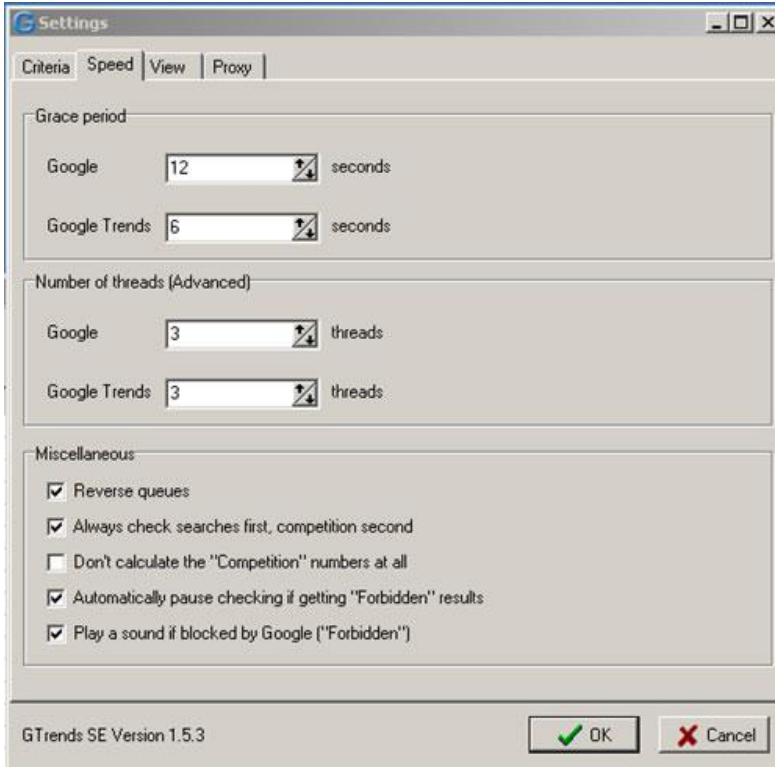 Settings
Criteria Speed View Proxy
Grace period
Google 12 seconds
Google Trends 6 seconds
Number of threads (Advanced)
Google 3 threads
Google Trends 3 threads
Miscellaneous
Reverse queues
Always check searches first, competition second
Don't calculate the "Competition" numbers at all
Automatically pause checking if getting "Forbidden" results
Play a sound if blocked by Google ("Forbidden")
GTrends SE Version 1.5.3 OK Cancel